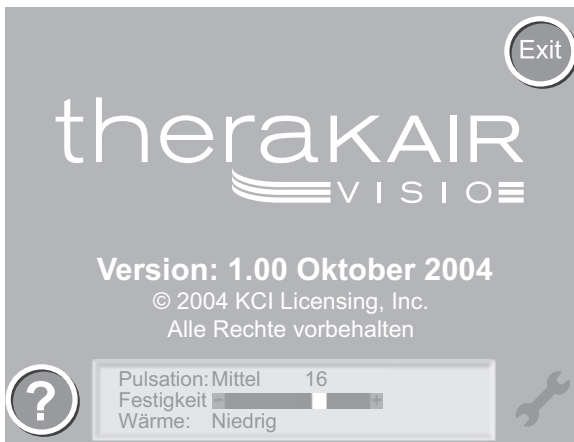 Exit
theraKAIR
VISIO
Version: 1.00 Oktober 2004
© 2004 KCI Licensing, Inc.
Alle Rechte vorbehalten
?
Pulsation: Mittel 16
Festigkeit - +
Wärme: Niedrig